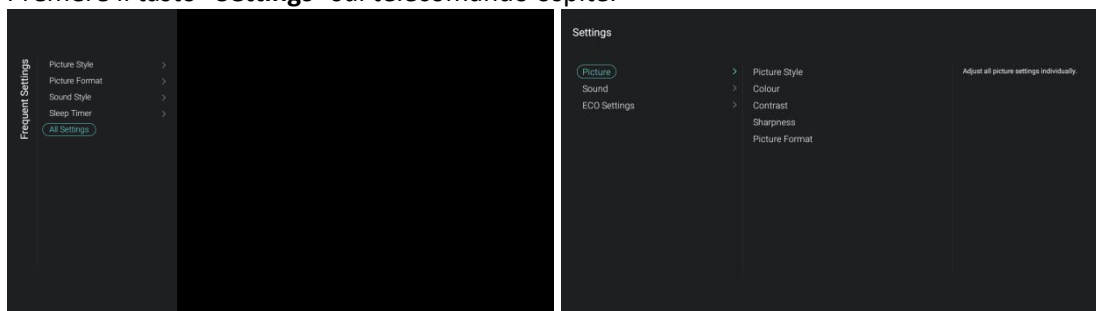 Premere il tasto "Settings" sul telecomando ospite.
Frequent Settings
Picture Style
Picture Format
Sound Style
Sleep Timer
All Settings
Settings
Picture
Sound
ECO Settings
Picture Style
Colour
Contrast
Sharpness
Picture Format
Adjust all picture settings individually.